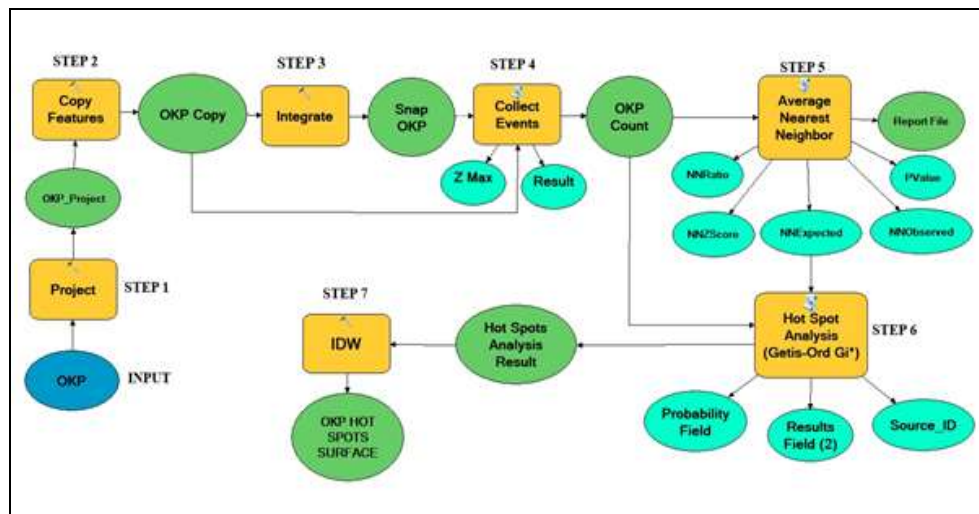 STEP 2
Copy
Features
OKP Copy
STEP 3
Integrate
Snap
OKP
STEP 4
Collect
Events
OKP
Count
STEP 5
Average
Nearest
Neighbor
Report File
Z Max
Result
NNRatio
PValue
OKP_Project
NNZScore
NNExpected
NNObserved
Project
STEP 1
STEP 7
IDW
Hot Spots
Analysis
Result
Hot Spot
Analysis
(Getis-Ord Gi*)
STEP 6
OKP
INPUT
OKP HOT
SPOTS
SURFACE
Probability
Field
Results
Field (2)
Source_ID